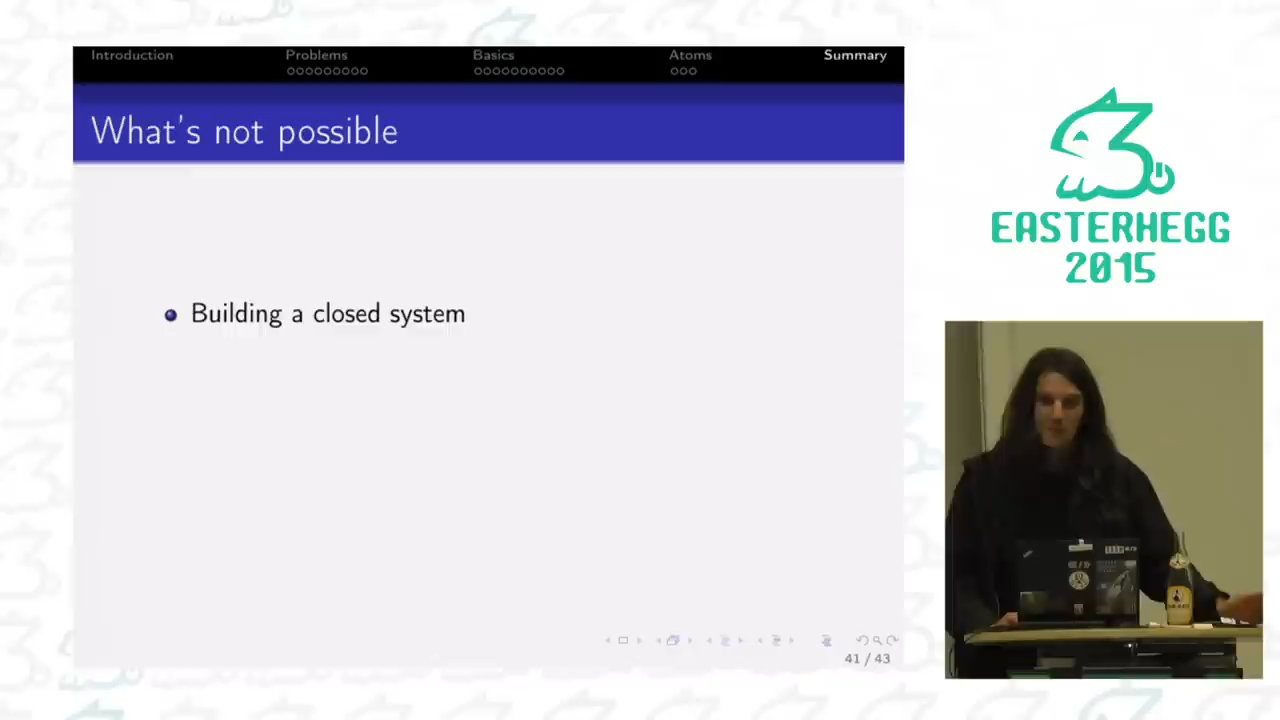 Introduction Problems Basics Atoms Summary
What's not possible
Building a closed system
41 / 43
EASTERHEGG
2015